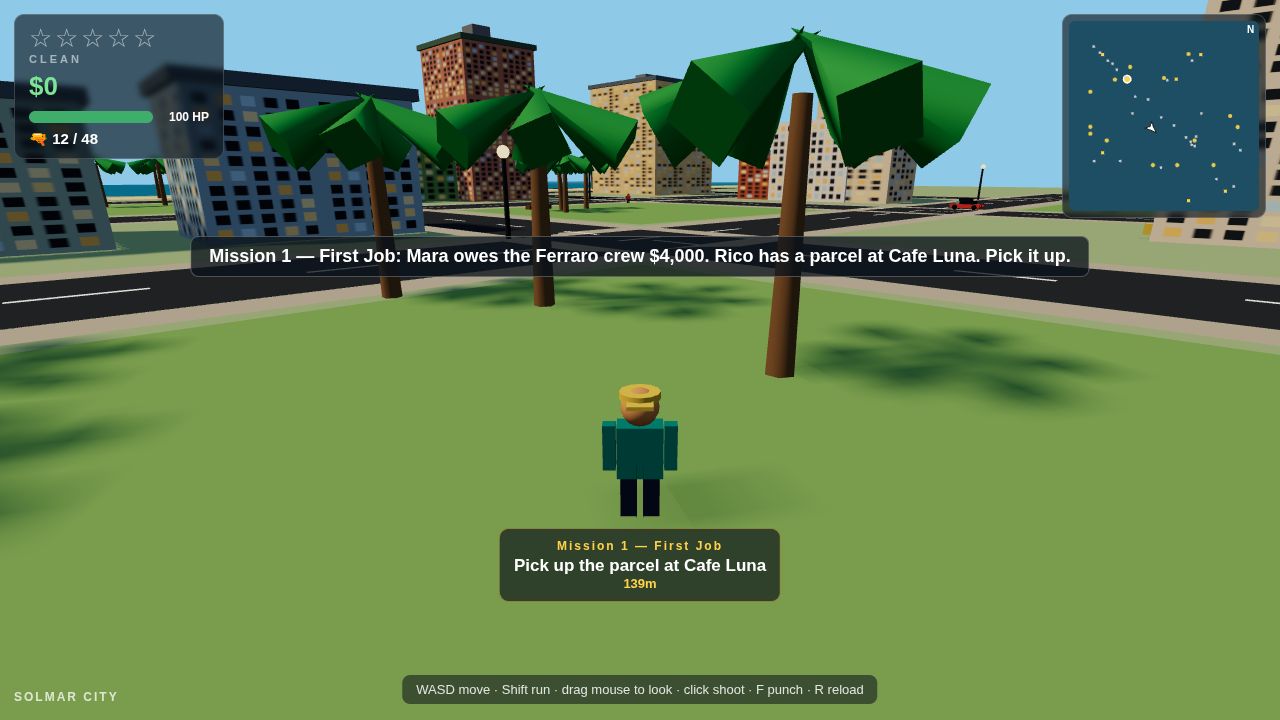 ☆☆☆☆☆
CLEAN
$0
100 HP
12 / 48
N
Mission 1 — First Job: Mara owes the Ferraro crew $4,000. Rico has a parcel at Cafe Luna. Pick it up.
Mission 1 — First Job
Pick up the parcel at Cafe Luna
139m
WASD move · Shift run · drag mouse to look · click shoot · F punch · R reload
SOLMAR CITY